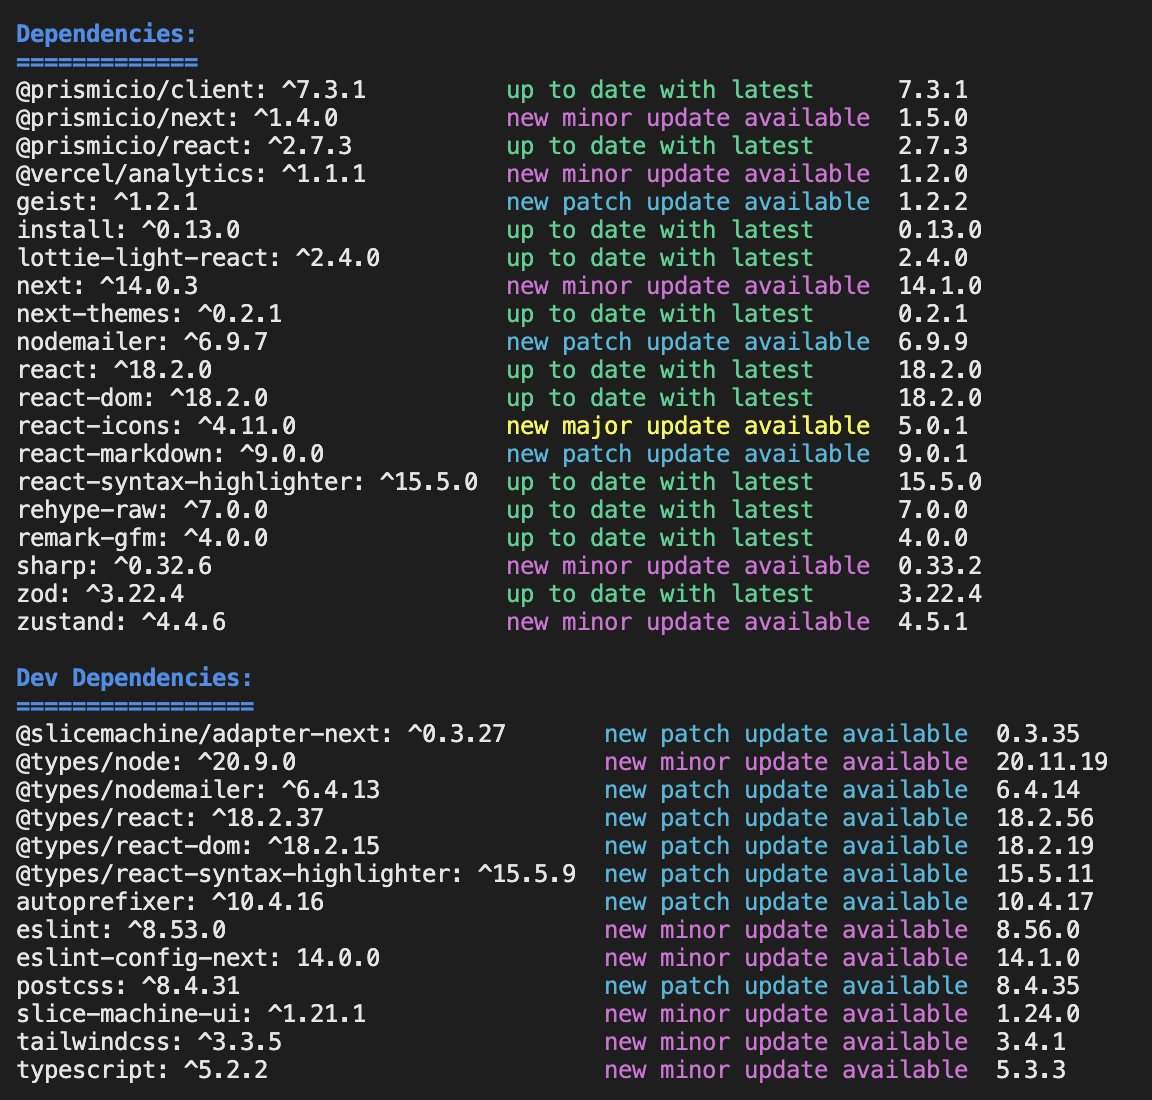 Dependencies:
=============
@prismicio/client: ^7.3.1 up to date with latest 7.3.1
@prismicio/next: ^1.4.0 new minor update available 1.5.0
@prismicio/react: ^2.7.3 up to date with latest 2.7.3
@vercel/analytics: ^1.1.1 new minor update available 1.2.0
geist: ^1.2.1 new patch update available 1.2.2
install: ^0.13.0 up to date with latest 0.13.0
lottie-light-react: ^2.4.0 up to date with latest 2.4.0
next: ^14.0.3 new minor update available 14.1.0
next-themes: ^0.2.1 up to date with latest 0.2.1
nodemailer: ^6.9.7 new patch update available 6.9.9
react: ^18.2.0 up to date with latest 18.2.0
react-dom: ^18.2.0 up to date with latest 18.2.0
react-icons: ^4.11.0 new major update available 5.0.1
react-markdown: ^9.0.0 new patch update available 9.0.1
react-syntax-highlighter: ^15.5.0 up to date with latest 15.5.0
rehype-raw: ^7.0.0 up to date with latest 7.0.0
remark-gfm: ^4.0.0 up to date with latest 4.0.0
sharp: ^0.32.6 new minor update available 0.33.2
zod: ^3.22.4 up to date with latest 3.22.4
zustand: ^4.4.6 new minor update available 4.5.1
Dev Dependencies:
=================
@slicemachine/adapter-next: ^0.3.27 new patch update available 0.3.35
@types/node: ^20.9.0 new minor update available 20.11.19
@types/nodemailer: ^6.4.13 new patch update available 6.4.14
@types/react: ^18.2.37 new patch update available 18.2.56
@types/react-dom: ^18.2.15 new patch update available 18.2.19
@types/react-syntax-highlighter: ^15.5.9 new patch update available 15.5.11
autoprefixer: ^10.4.16 new patch update available 10.4.17
eslint: ^8.53.0 new minor update available 8.56.0
eslint-config-next: 14.0.0 new minor update available 14.1.0
postcss: ^8.4.31 new patch update available 8.4.35
slice-machine-ui: ^1.21.1 new minor update available 1.24.0
tailwindcss: ^3.3.5 new minor update available 3.4.1
typescript: ^5.2.2 new minor update available 5.3.3